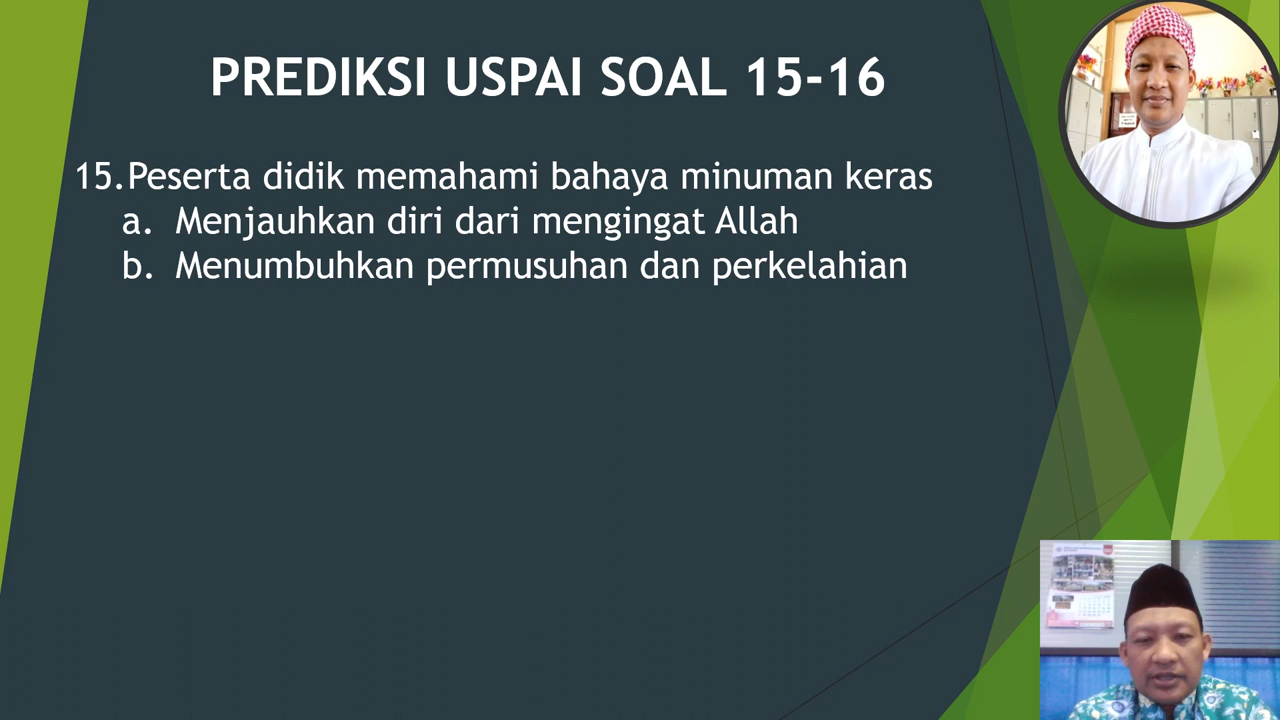 PREDIKSI USPAI SOAL 15-16
15.Peserta didik memahami bahaya minuman keras
a. Menjauhkan diri dari mengingat Allah
b. Menumbuhkan permusuhan dan perkelahian